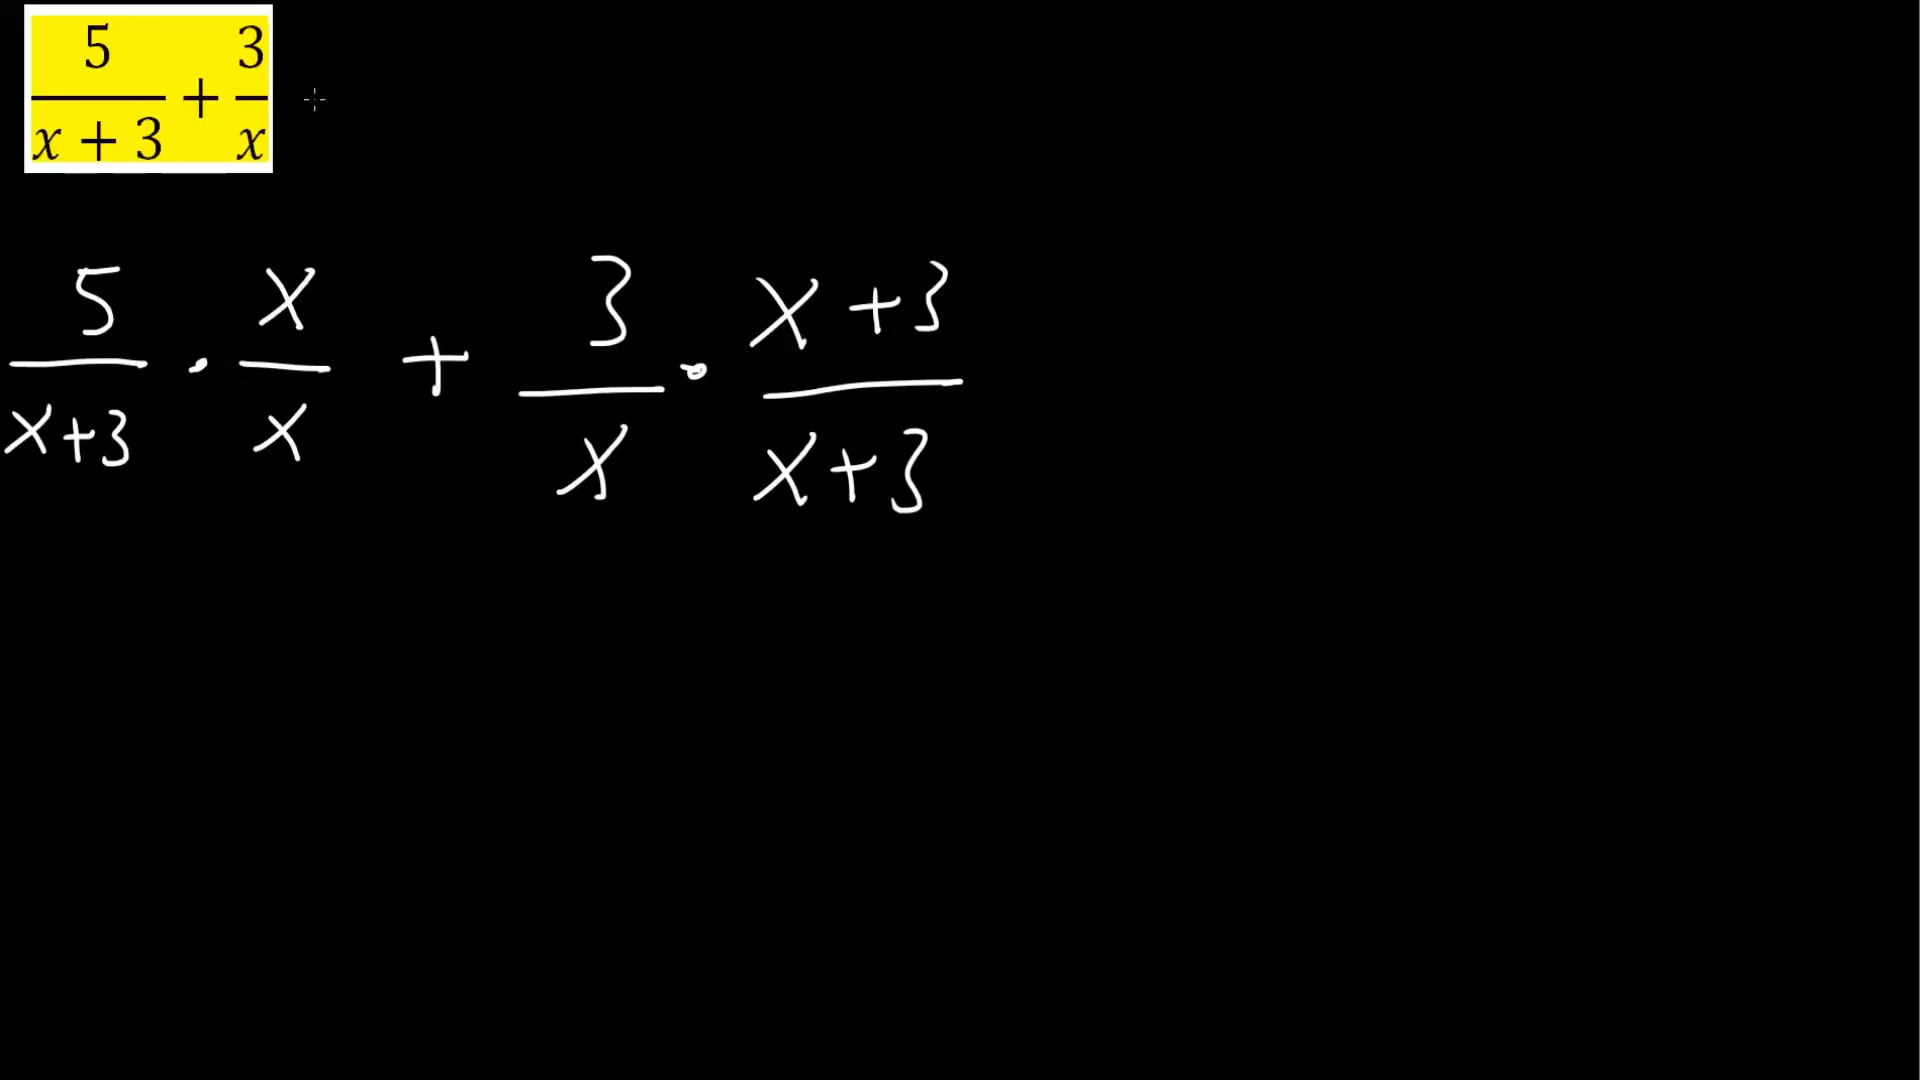 5/(x + 3) + 3/x
5/(x+3) · x/x + 3/x · (x+3)/(x+3)